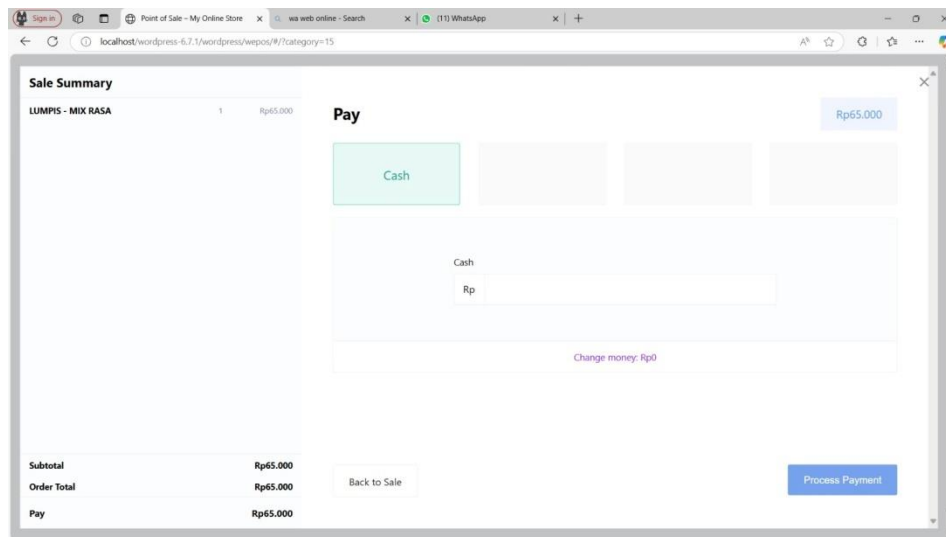 Sign in
Point of Sale – My Online Store
wa web online - Search
(11) WhatsApp
localhost/wordpress-6.7.1/wordpress/wepos/#/?category=15
Sale Summary
LUMPIS - MIX RASA 1 Rp65.000
Pay
Rp65.000
Cash
Cash
Rp
Change money: Rp0
Subtotal Rp65.000
Order Total Rp65.000
Pay Rp65.000
Back to Sale
Process Payment